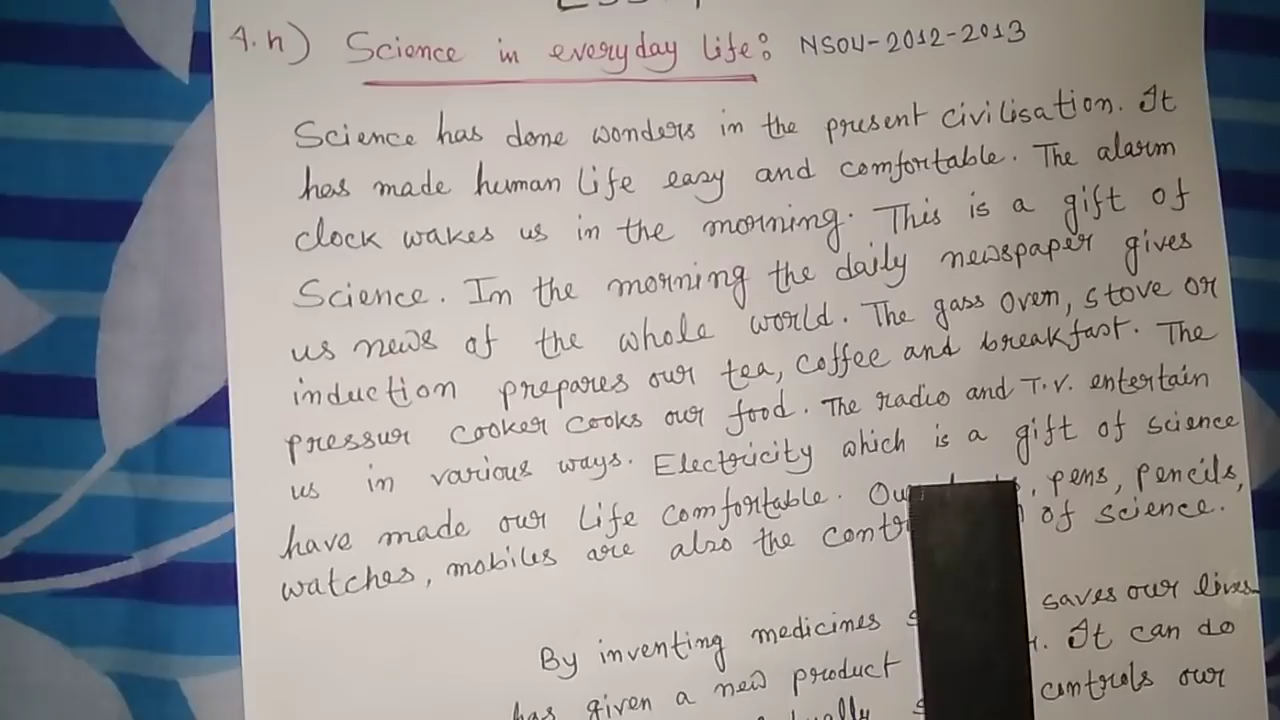 4. h) Science in everyday life: NSOU-2012-2013
Science has done wonders in the present civilisation. It
has made human life easy and comfortable. The alarm
clock wakes us in the morning. This is a gift of
Science. In the morning the daily newspaper gives
us news of the whole world. The gass oven, stove or
induction prepares our tea, coffee and breakfast. The
pressur cooker cooks our food. The radio and T.V. entertain
us in various ways. Electricity which is a gift of science
have made our life comfortable. Our pens, pencils,
watches, mobiles are also the of science.
By inventing medicines saves our lives
has given a new product It can do
controls our